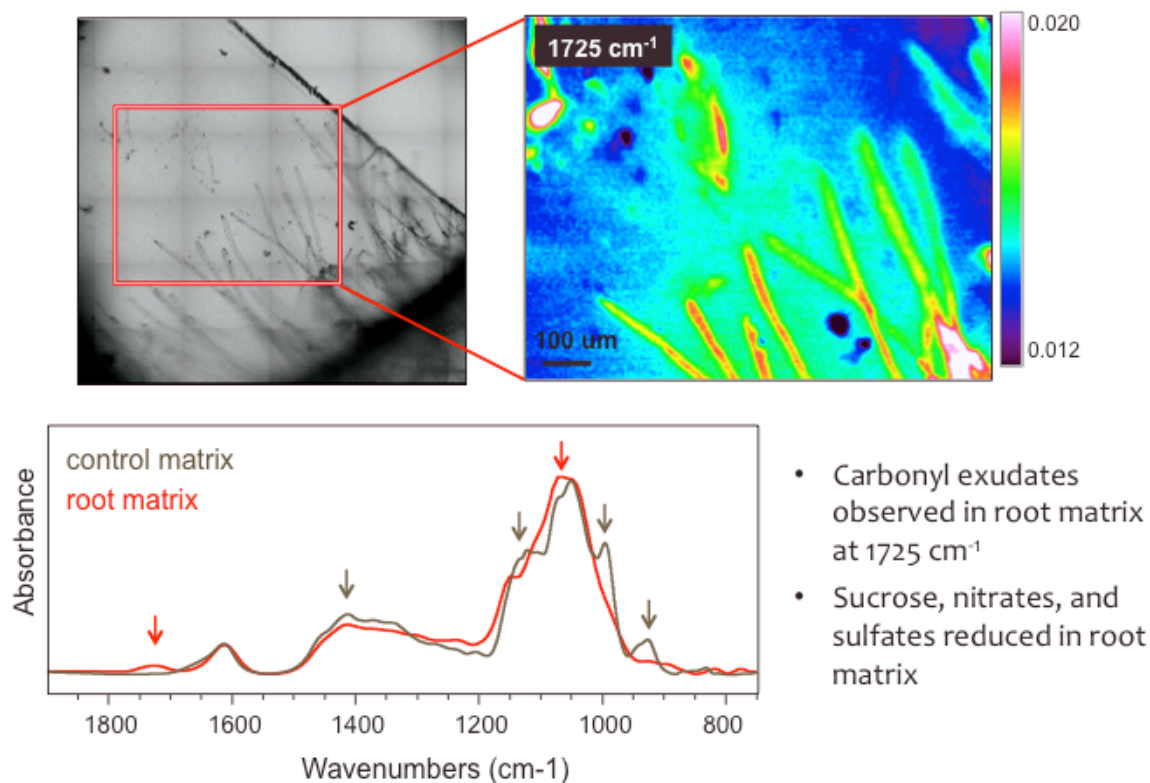 1725 cm⁻¹
0.020
100 um
0.012
control matrix
root matrix
Absorbance
1800 1600 1400 1200 1000 800
Wavenumbers (cm-1)
• Carbonyl exudates
observed in root matrix
at 1725 cm⁻¹
• Sucrose, nitrates, and
sulfates reduced in root
matrix